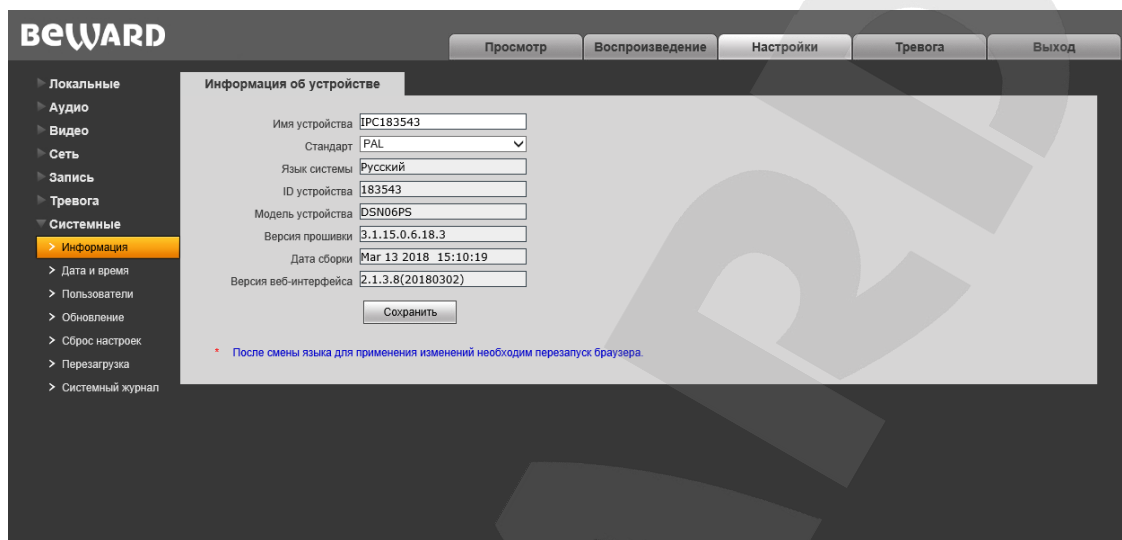 BEWARD
Просмотр Воспроизведение Настройки Тревога Выход
Локальные
Аудио
Видео
Сеть
Запись
Тревога
Системные
> Информация
> Дата и время
> Пользователи
> Обновление
> Сброс настроек
> Перезагрузка
> Системный журнал
Информация об устройстве
Имя устройства IPC183543
Стандарт PAL
Язык системы Русский
ID устройства 183543
Модель устройства DSN06PS
Версия прошивки 3.1.15.0.6.18.3
Дата сборки Mar 13 2018 15:10:19
Версия веб-интерфейса 2.1.3.8(20180302)
Сохранить
* После смены языка для применения изменений необходим перезапуск браузера.